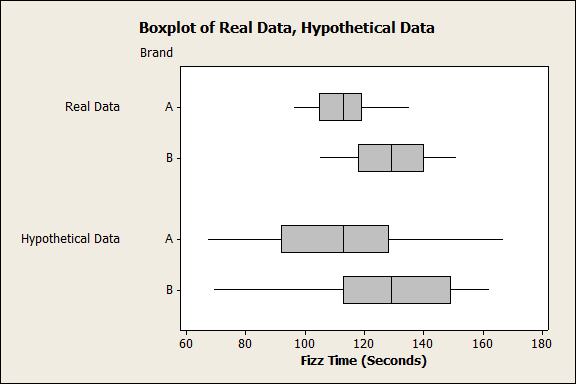 Boxplot of Real Data, Hypothetical Data
Brand
Real Data A
B
Hypothetical Data A
B
60 80 100 120 140 160 180
Fizz Time (Seconds)